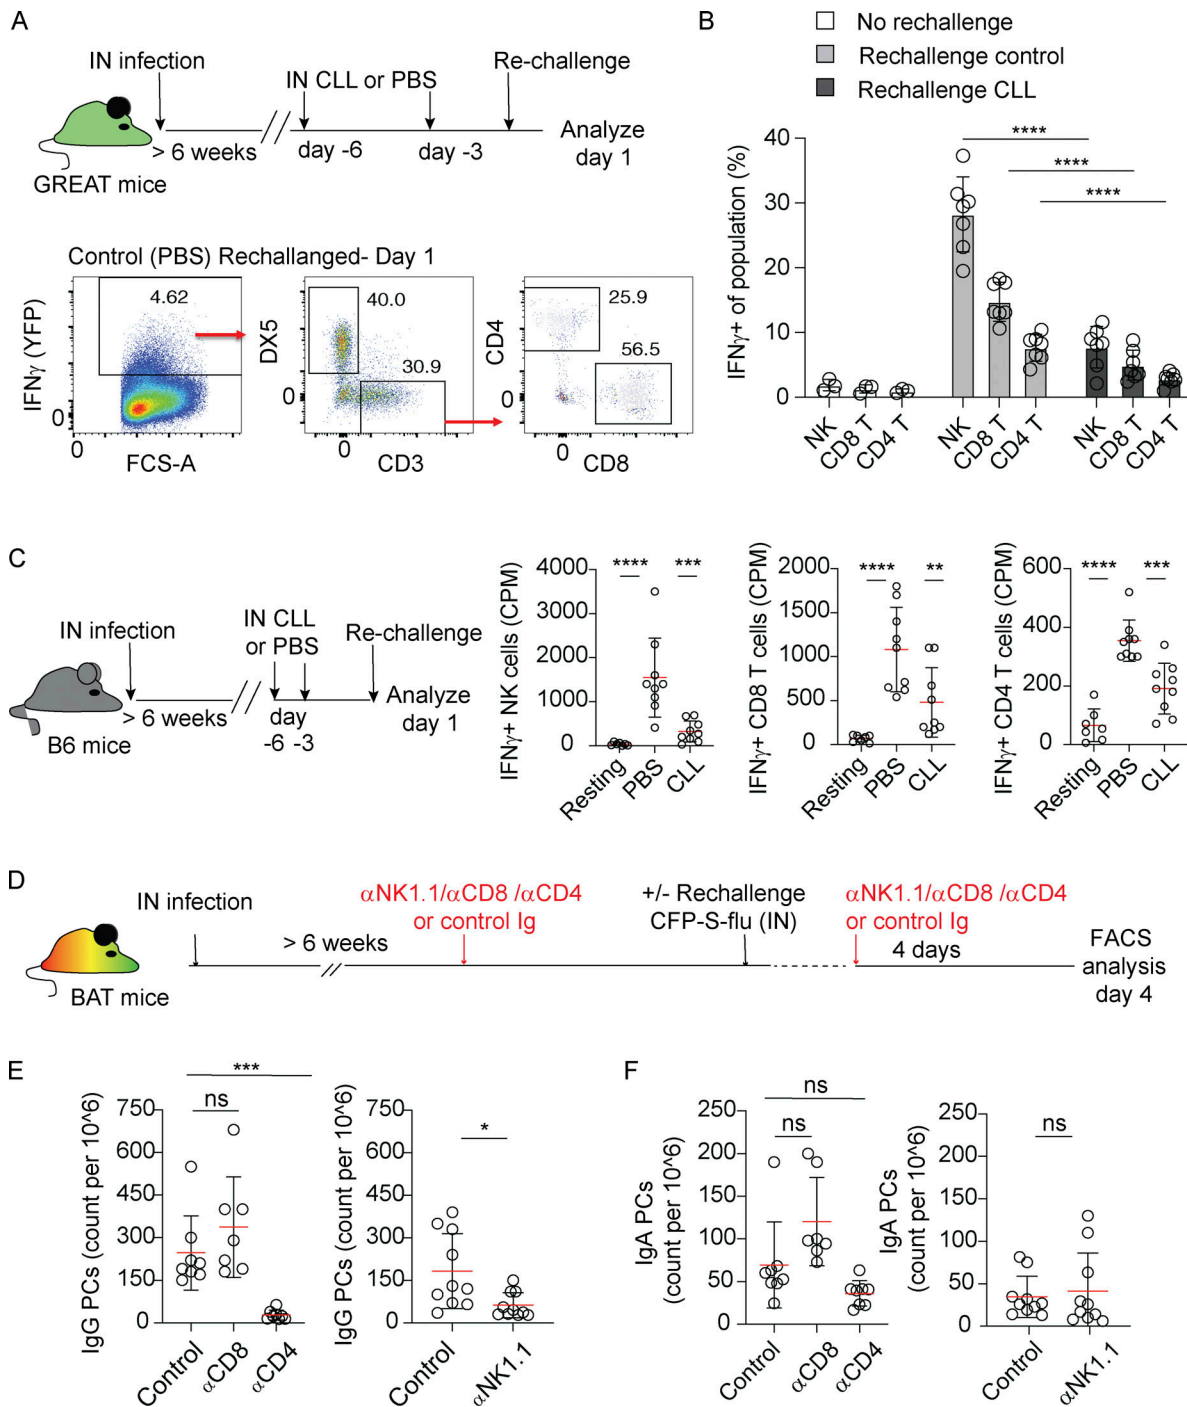 A
IN infection
IN CLL or PBS
Re-challenge
> 6 weeks
day -6
day -3
Analyze
day 1
GREAT mice
Control (PBS) Rechallanged- Day 1
IFNγ (YFP)
0
4.62
0
FCS-A
DX5
0
40.0
30.9
0
CD3
CD4
0
25.9
56.5
0
CD8
B
No rechallenge
Rechallenge control
Rechallenge CLL
IFNγ+ of population (%)
40
30
20
10
0
****
****
****
NK
CD8 T
CD4 T
NK
CD8 T
CD4 T
NK
CD8 T
CD4 T
C
IN infection
IN CLL
or PBS
Re-challenge
> 6 weeks
day
-6 -3
Analyze
day 1
B6 mice
IFNγ+ NK cells (CPM)
4000
3000
2000
1000
0
****
***
Resting
PBS
CLL
IFNγ+ CD8 T cells (CPM)
2000
1500
1000
500
0
****
**
Resting
PBS
CLL
IFNγ+ CD4 T cells (CPM)
600
400
200
0
****
***
Resting
PBS
CLL
D
IN infection
> 6 weeks
αNK1.1/αCD8 /αCD4
or control Ig
+/- Rechallenge
CFP-S-flu (IN)
αNK1.1/αCD8 /αCD4
or control Ig
4 days
FACS
analysis
day 4
BAT mice
E
IgG PCs (count per 10^6)
750
600
450
300
150
0
***
ns
Control
αCD8
αCD4
IgG PCs (count per 10^6)
750
600
450
300
150
0
*
Control
αNK1.1
F
IgA PCs
(count per 10^6)
250
200
150
100
50
0
ns
ns
Control
αCD8
αCD4
IgA PCs
(count per 10^6)
250
200
150
100
50
0
ns
Control
αNK1.1